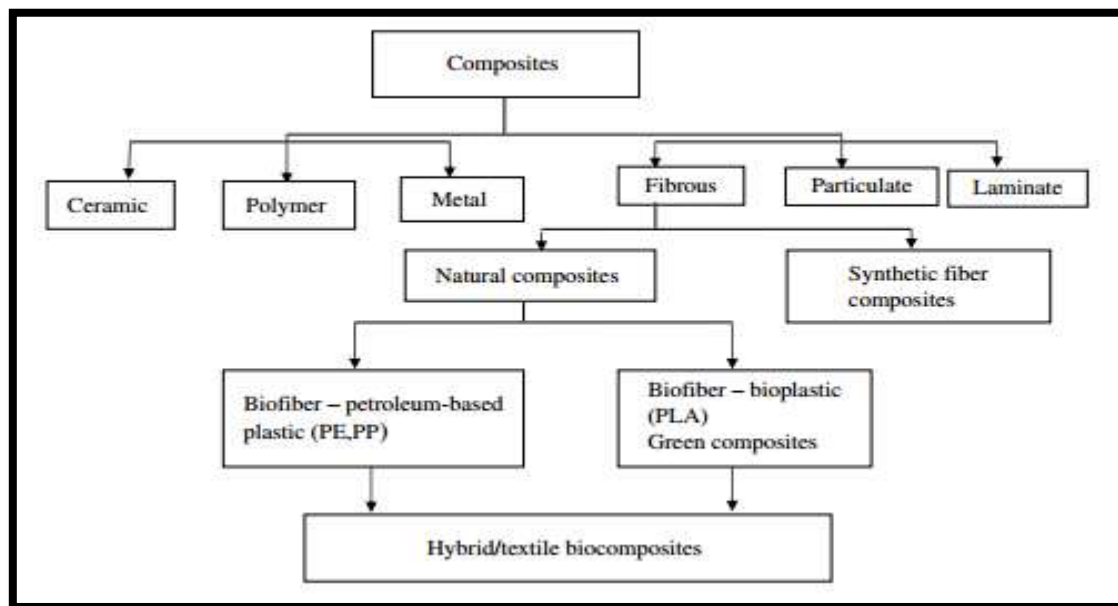 Composites
Ceramic
Polymer
Metal
Fibrous
Particulate
Laminate
Natural composites
Synthetic fiber
composites
Biofiber – petroleum-based
plastic (PE,PP)
Biofiber – bioplastic
(PLA)
Green composites
Hybrid/textile biocomposites